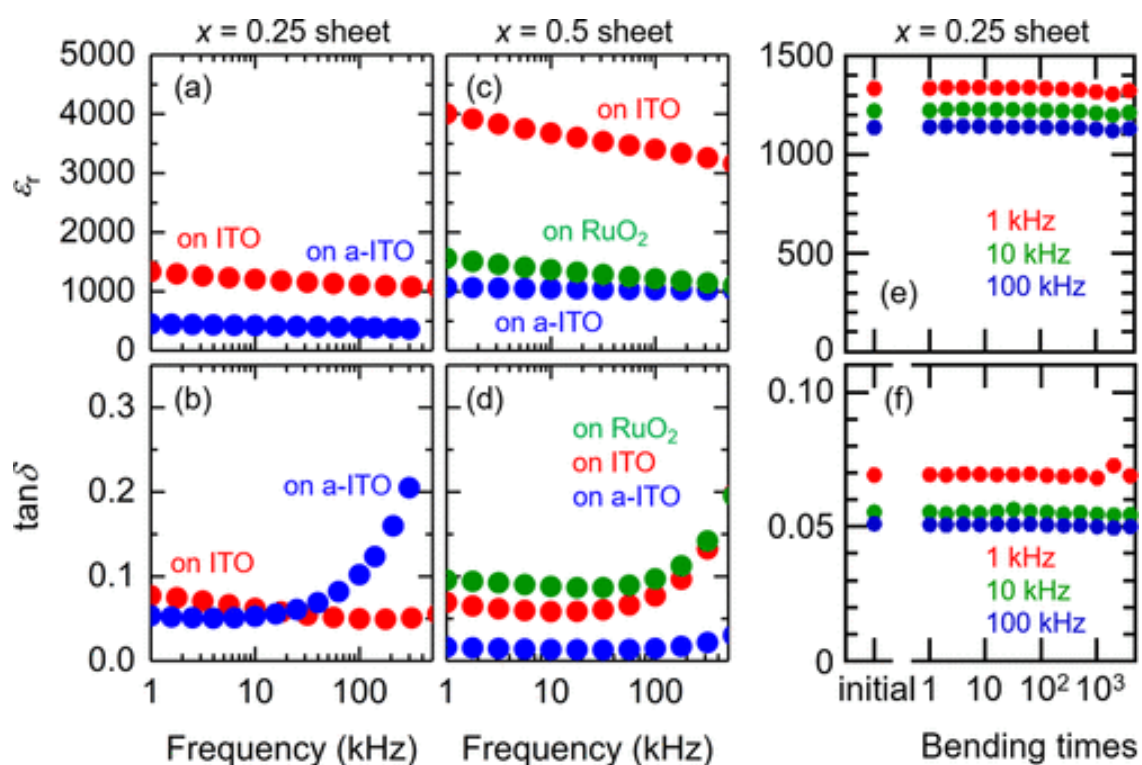 x = 0.25 sheet
x = 0.5 sheet
x = 0.25 sheet
5000
4000
3000
2000
1000
0
εr
(a)
on ITO
on a-ITO
(c)
on ITO
on RuO2
on a-ITO
1500
1000
500
0
1 kHz
10 kHz
100 kHz
(e)
0.3
0.2
0.1
0.0
tanδ
(b)
on a-ITO
on ITO
(d)
on RuO2
on ITO
on a-ITO
0.10
0.05
0
(f)
1 kHz
10 kHz
100 kHz
1 10 100
1 10 100
initial 1 10 10² 10³
Frequency (kHz)
Frequency (kHz)
Bending times